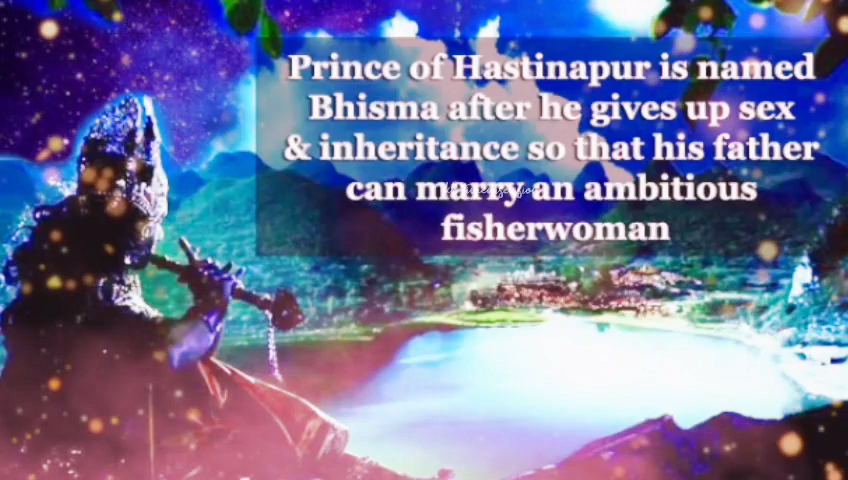 Prince of Hastinapur is named
Bhisma after he gives up sex
& inheritance so that his father
can marry an ambitious
fisherwoman